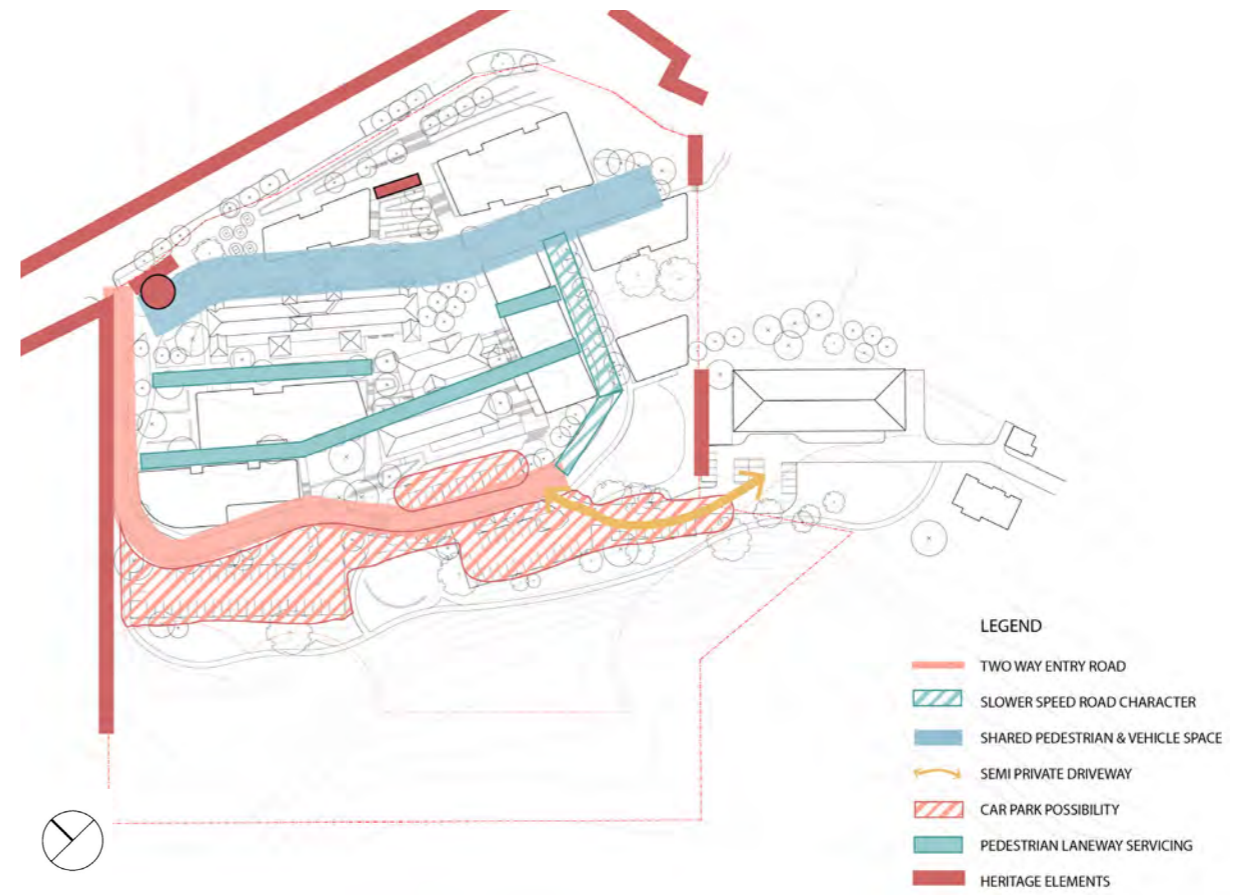 LEGEND
TWO WAY ENTRY ROAD
SLOWER SPEED ROAD CHARACTER
SHARED PEDESTRIAN & VEHICLE SPACE
SEMI PRIVATE DRIVEWAY
CAR PARK POSSIBILITY
PEDESTRIAN LANEWAY SERVICING
HERITAGE ELEMENTS